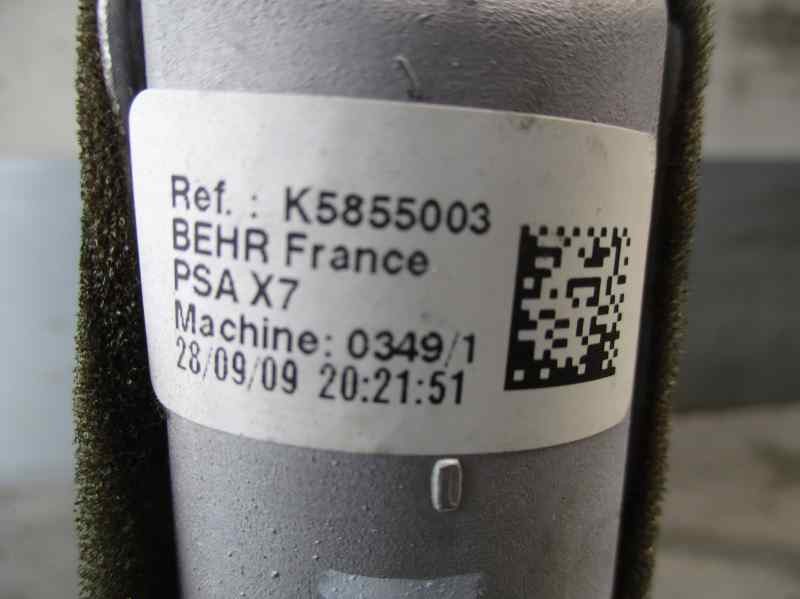 Ref. : K5855003
BEHR France
PSA X7
Machine: 0349/1
28/09/09 20:21:51